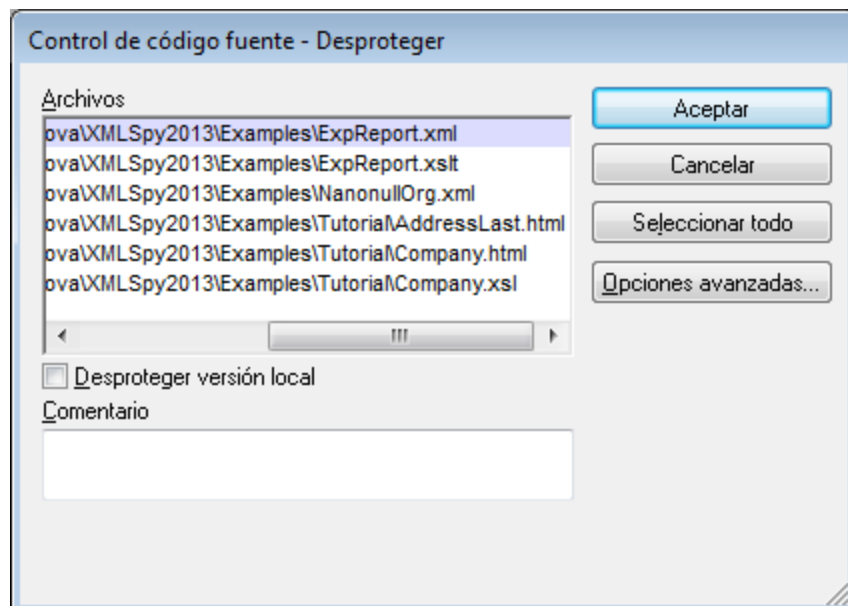 Control de código fuente - Desproteger
Archivos
ova\XMLSpy2013\Examples\ExpReport.xml
ova\XMLSpy2013\Examples\ExpReport.xslt
ova\XMLSpy2013\Examples\NanonullOrg.xml
ova\XMLSpy2013\Examples\Tutorial\AddressLast.html
ova\XMLSpy2013\Examples\Tutorial\Company.html
ova\XMLSpy2013\Examples\Tutorial\Company.xsl
Desproteger versión local
Comentario
Aceptar
Cancelar
Seleccionar todo
Opciones avanzadas...